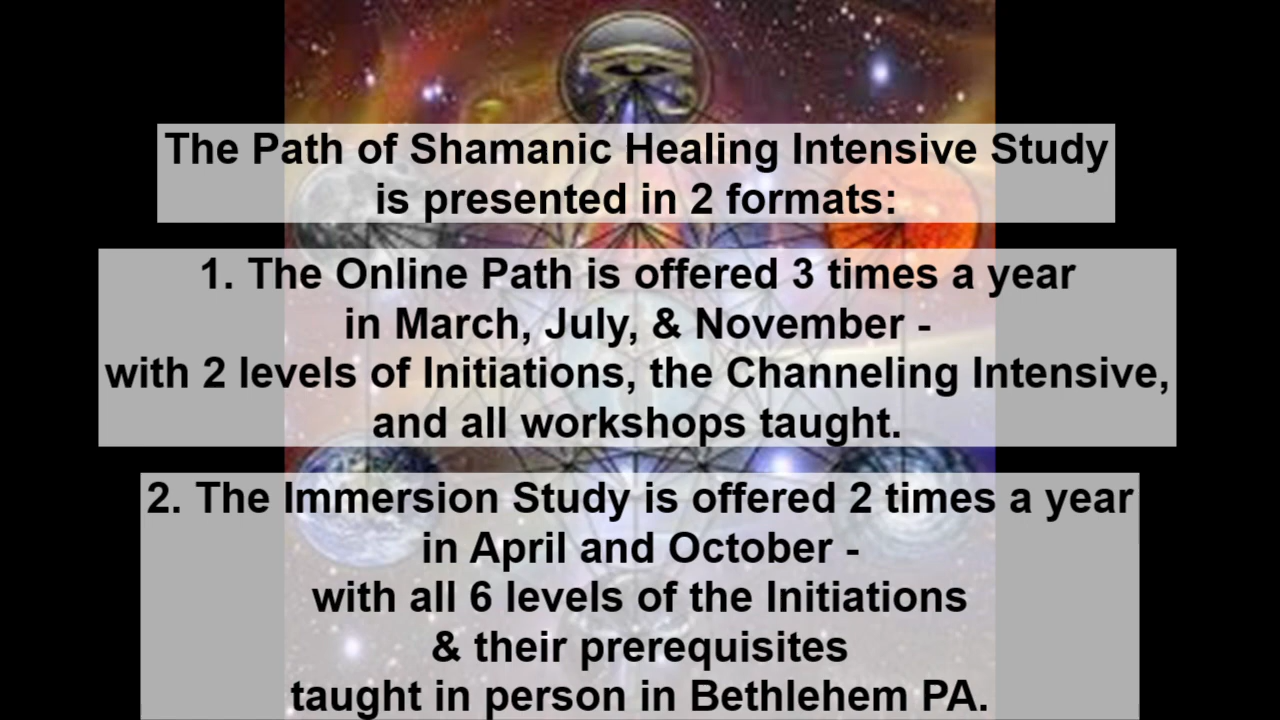 The Path of Shamanic Healing Intensive Study
is presented in 2 formats:
1. The Online Path is offered 3 times a year
in March, July, & November -
with 2 levels of Initiations, the Channeling Intensive,
and all workshops taught.
2. The Immersion Study is offered 2 times a year
in April and October -
with all 6 levels of the Initiations
& their prerequisites
taught in person in Bethlehem PA.